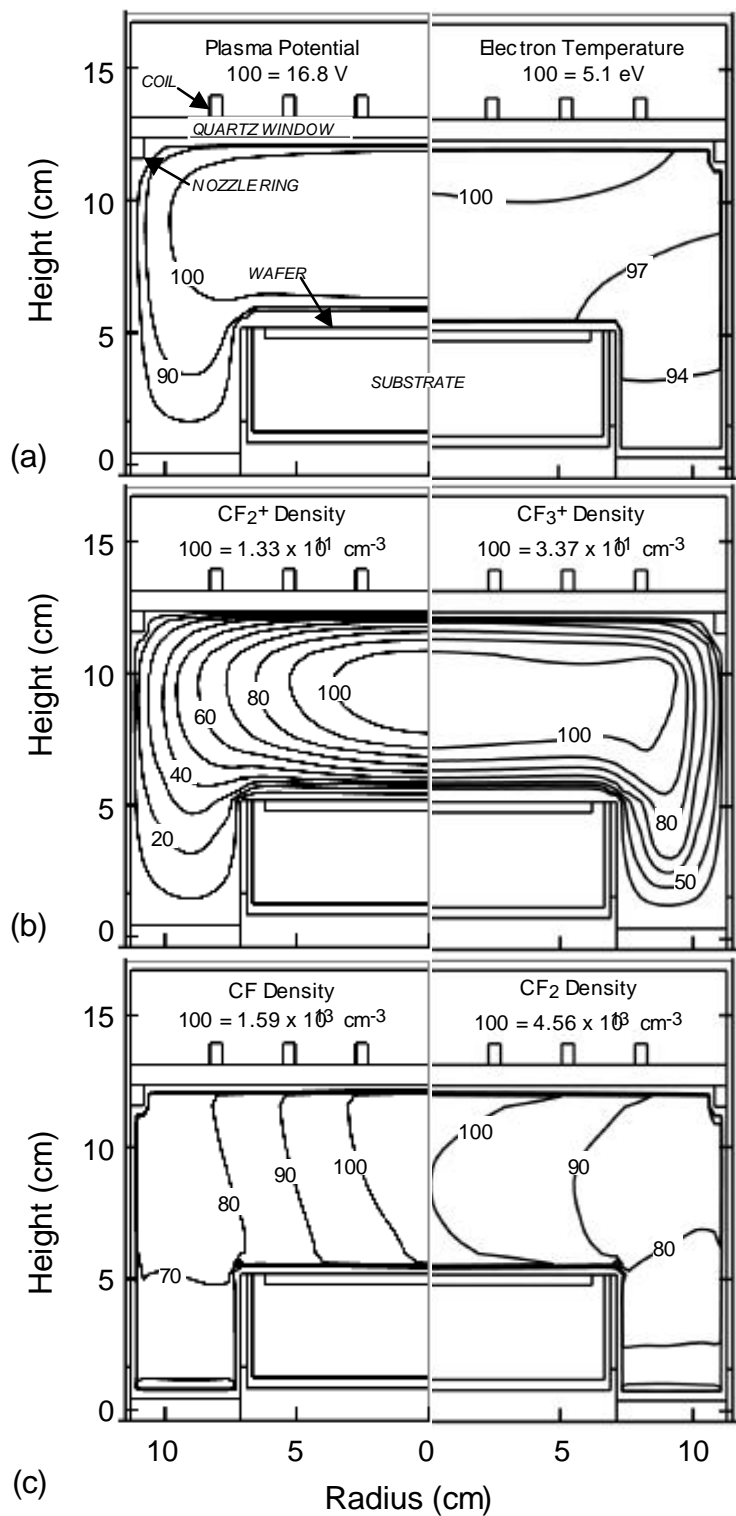 Plasma Potential
100 = 16.8 V
Electron Temperature
100 = 5.1 eV
15
COIL
QUARTZ WINDOW
NOZZLE RING
10
Height (cm)
100
100
WAFER
97
5
90
94
SUBSTRATE
(a)
0
CF2+ Density
100 = 1.33 x 10^11 cm-3
CF3+ Density
100 = 3.37 x 10^11 cm-3
15
10
Height (cm)
60
80
100
100
40
5
20
80
50
(b)
0
CF Density
100 = 1.59 x 10^13 cm-3
CF2 Density
100 = 4.56 x 10^13 cm-3
15
10
Height (cm)
80
90
100
100
90
80
5
70
0
10
5
0
5
10
(c)
Radius (cm)